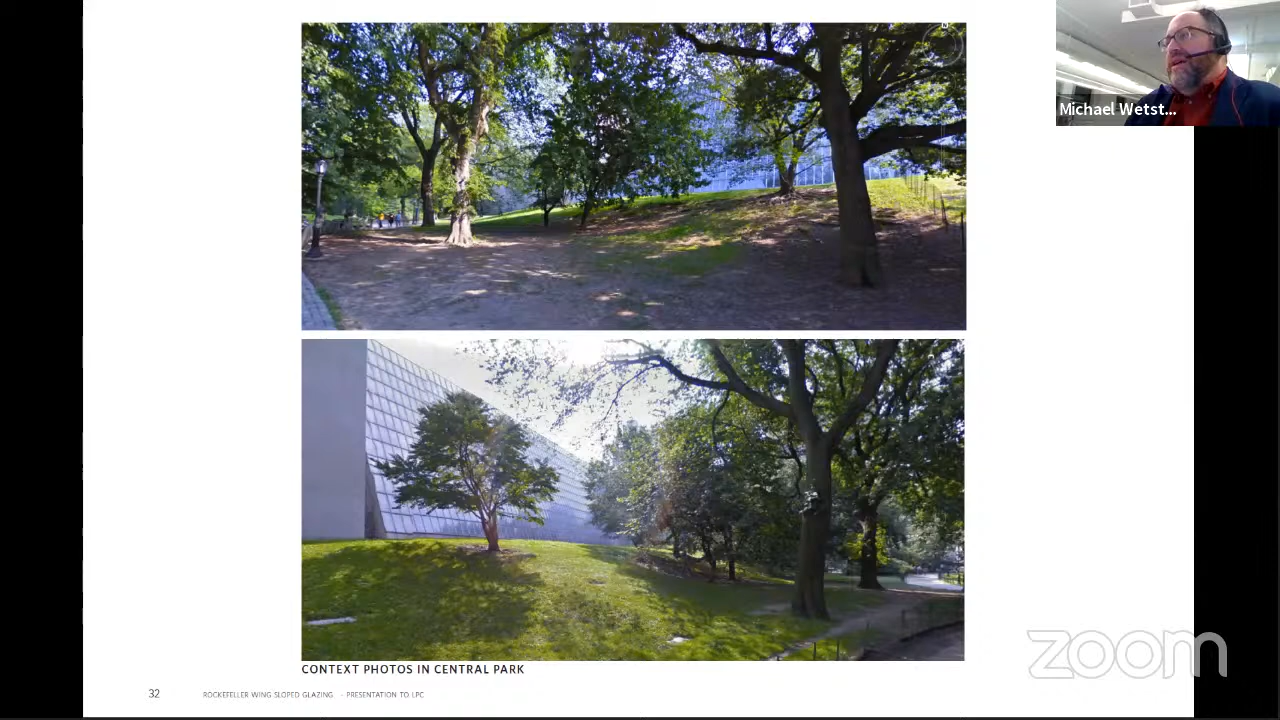 Michael Wetst...
CONTEXT PHOTOS IN CENTRAL PARK
32 ROCKEFELLER WING SLOPED GLAZING - PRESENTATION TO LPC
zoom